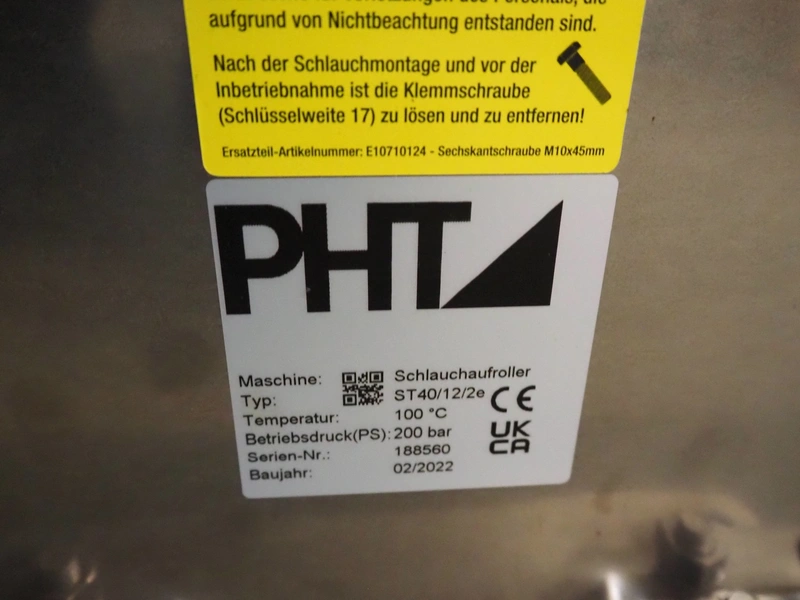 aufgrund von Nichtbeachtung entstanden sind.
Nach der Schlauchmontage und vor der
Inbetriebnahme ist die Klemmschraube
(Schlüsselweite 17) zu lösen und zu entfernen!
Ersatzteil-Artikelnummer: E10710124 - Sechskantschraube M10x45mm
PHT
Maschine: Schlauchaufroller
Typ: ST40/12/2e CE
Temperatur: 100 °C
Betriebsdruck(PS): 200 bar UK
Serien-Nr.: 188560 CA
Baujahr: 02/2022